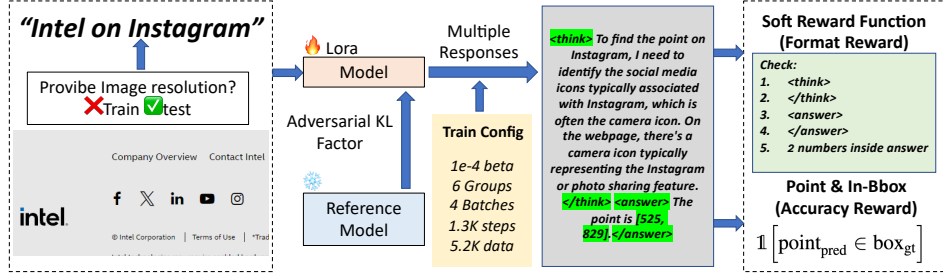 “Intel on Instagram”
Provibe Image resolution?
❌Train ✅test
Company Overview Contact Intel
intel.
© Intel Corporation | Terms of Use | *Trad
🔥 Lora
Model
Adversarial KL
Factor
Reference
Model
Multiple
Responses
Train Config
1e-4 beta
6 Groups
4 Batches
1.3K steps
5.2K data
<think> To find the point on
Instagram, I need to
identify the social media
icons typically associated
with Instagram, which is
often the camera icon. On
the webpage, there's a
camera icon typically
representing the Instagram
or photo sharing feature.
</think> <answer> The
point is [525,
829].</answer>
Soft Reward Function
(Format Reward)
Check:
1. <think>
2. </think>
3. <answer>
4. </answer>
5. 2 numbers inside answer
Point & In-Bbox
(Accuracy Reward)
𝟙 [point_pred ∈ box_gt]